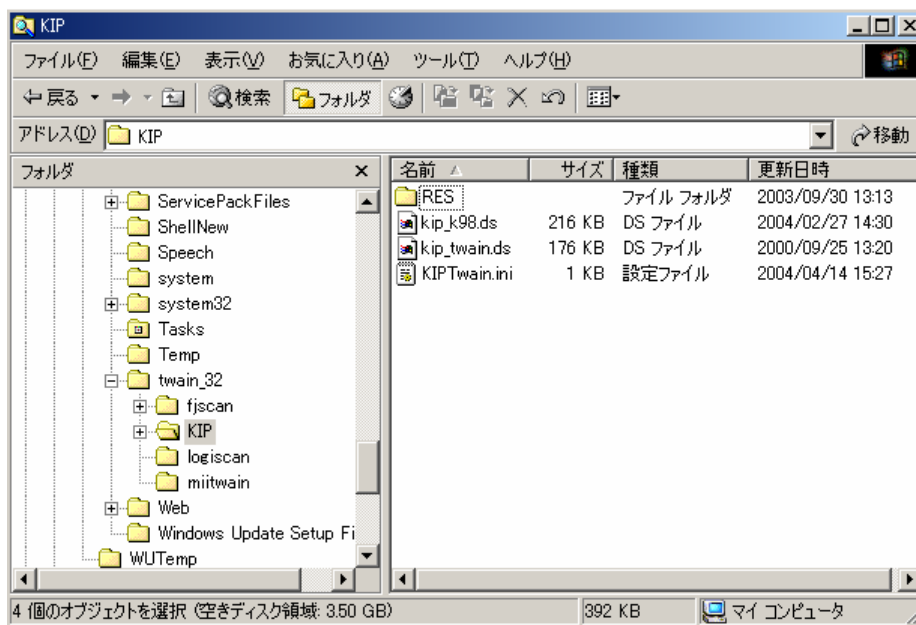 KIP
ファイル(F) 編集(E) 表示(V) お気に入り(A) ツール(T) ヘルプ(H)
戻る 検索 フォルダ
アドレス(D) KIP 移動
フォルダ
ServicePackFiles
ShellNew
Speech
system
system32
Tasks
Temp
twain_32
fjscan
KIP
logiscan
miitwain
Web
Windows Update Setup Fi
WUTemp
名前 サイズ 種類 更新日時
RES ファイル フォルダ 2003/09/30 13:13
kip_k98.ds 216 KB DS ファイル 2004/02/27 14:30
kip_twain.ds 176 KB DS ファイル 2000/09/25 13:20
KIPTwain.ini 1 KB 設定ファイル 2004/04/14 15:27
4 個のオブジェクトを選択 (空きディスク領域: 3.50 GB) 392 KB マイ コンピュータ